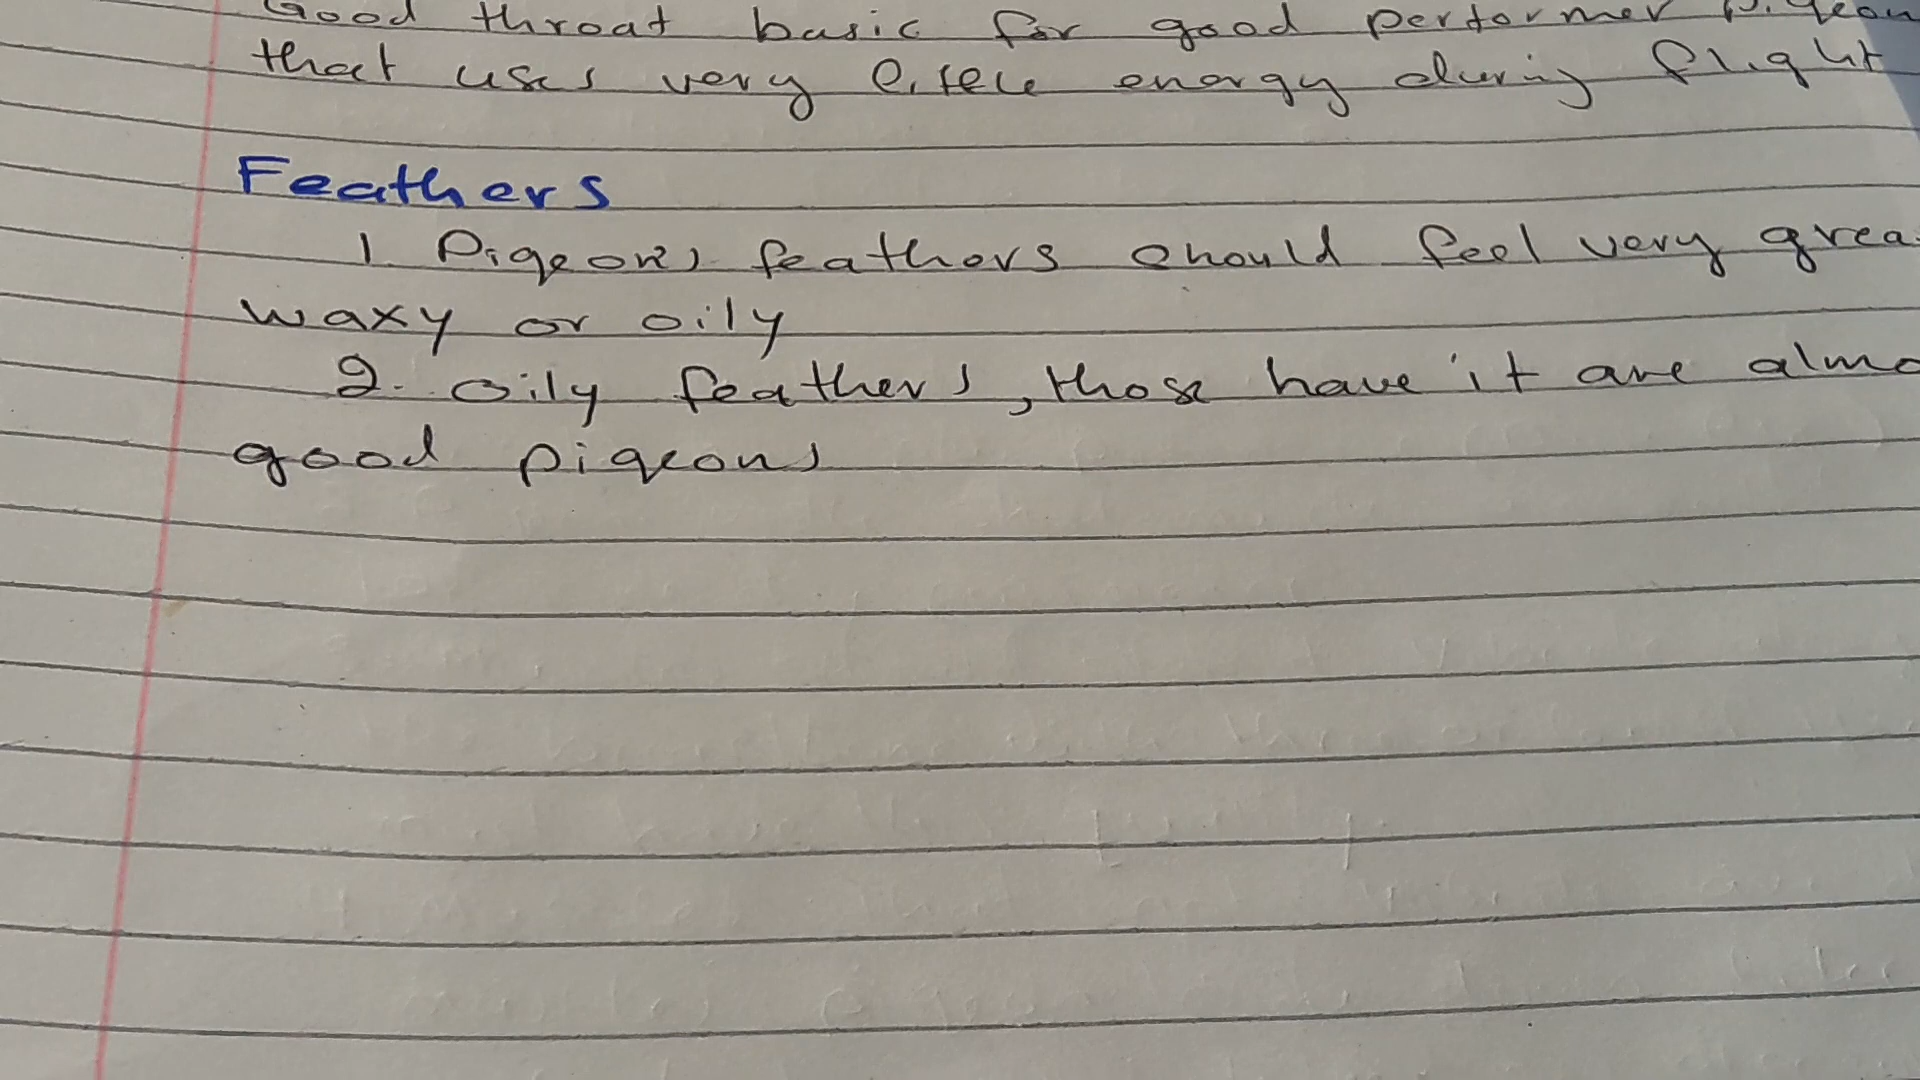 Good throat basic for good performer pigeon
that uses very little energy during flight
Feathers
1 Pigeons feathers should feel very grea
waxy or oily
2. oily feathers, those have it are almo
good pigeons